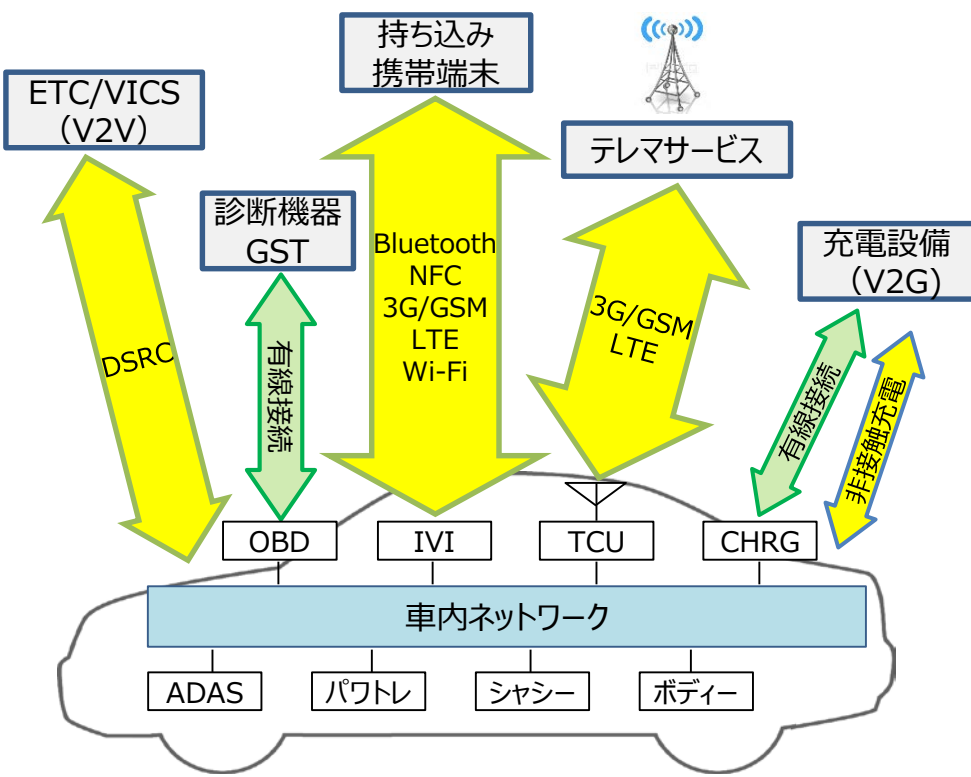 持ち込み
携帯端末
ETC/VICS
（V2V）
テレマサービス
診断機器
GST
充電設備
（V2G)
Bluetooth
NFC
3G/GSM
LTE
Wi-Fi
3G/GSM
LTE
DSRC
有線接続
有線接続
非接触充電
OBD
IVI
TCU
CHRG
車内ネットワーク
ADAS
パワトレ
シャシー
ボディー